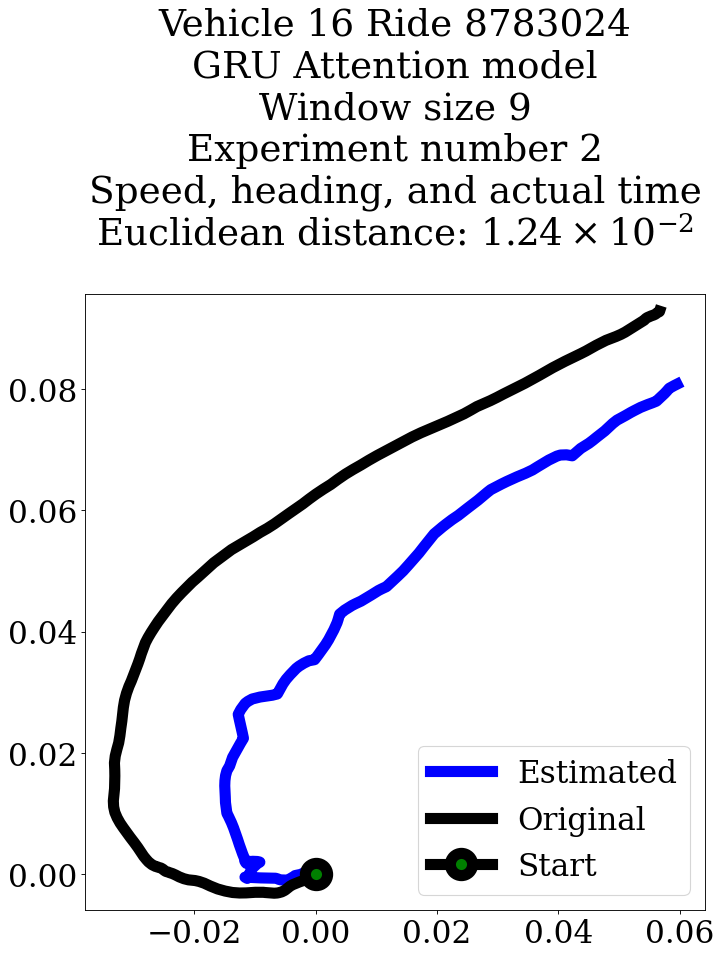 Vehicle 16 Ride 8783024
GRU Attention model
Window size 9
Experiment number 2
Speed, heading, and actual time
Euclidean distance: 1.24 × 10⁻²
0.08
0.06
0.04
0.02
0.00
Estimated
Original
Start
−0.02 0.00 0.02 0.04 0.06